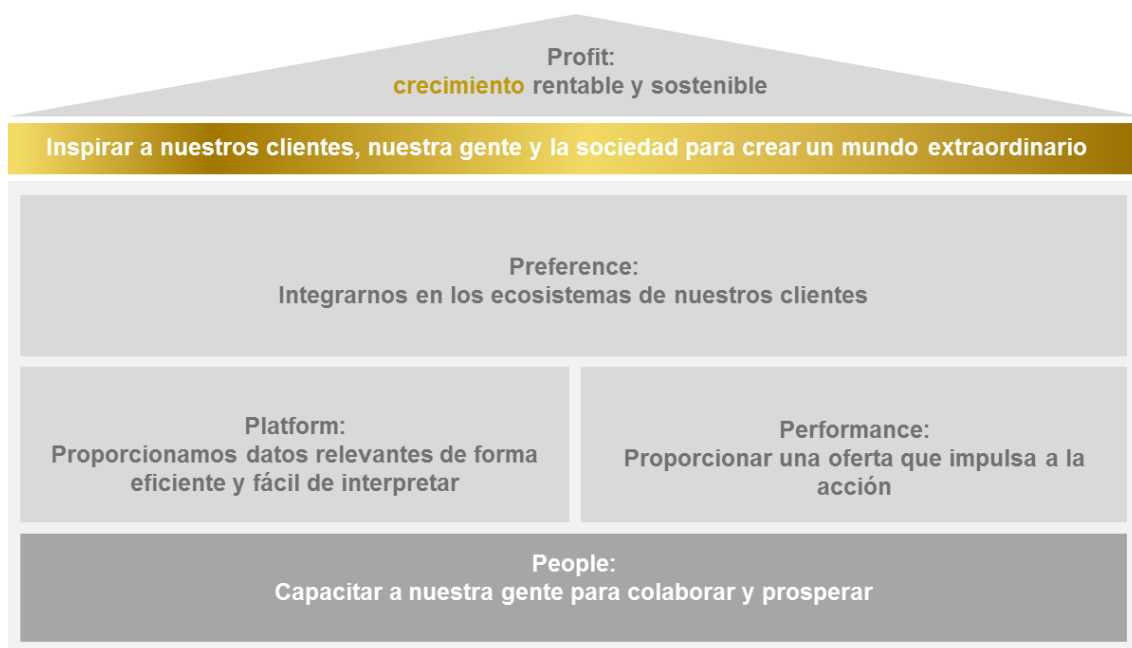 Profit:
crecimiento rentable y sostenible
Inspirar a nuestros clientes, nuestra gente y la sociedad para crear un mundo extraordinario
Preference:
Integrarnos en los ecosistemas de nuestros clientes
Platform:
Proporcionamos datos relevantes de forma
eficiente y fácil de interpretar
Performance:
Proporcionar una oferta que impulsa a la
acción
People:
Capacitar a nuestra gente para colaborar y prosperar